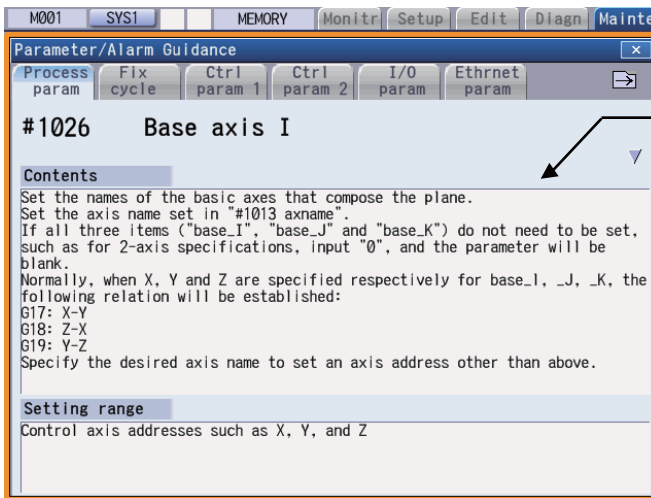 M001 SYS1 MEMORY Monitr Setup Edit Diagn Mainte
Parameter/Alarm Guidance
Process param Fix cycle Ctrl param 1 Ctrl param 2 I/O param Ethrnet param
#1026 Base axis I
Contents
Set the names of the basic axes that compose the plane.
Set the axis name set in "#1013 axname".
If all three items ("base_I", "base_J" and "base_K") do not need to be set,
such as for 2-axis specifications, input "0", and the parameter will be
blank.
Normally, when X, Y and Z are specified respectively for base_I, _J, _K, the
following relation will be established:
G17: X-Y
G18: Z-X
G19: Y-Z
Specify the desired axis name to set an axis address other than above.
Setting range
Control axis addresses such as X, Y, and Z